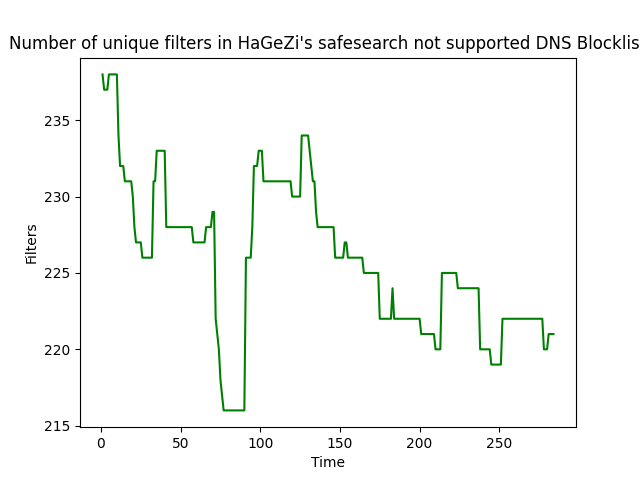 Number of unique filters in HaGeZi's safesearch not supported DNS Blocklis
235
230
225
220
215
Filters
0 50 100 150 200 250
Time